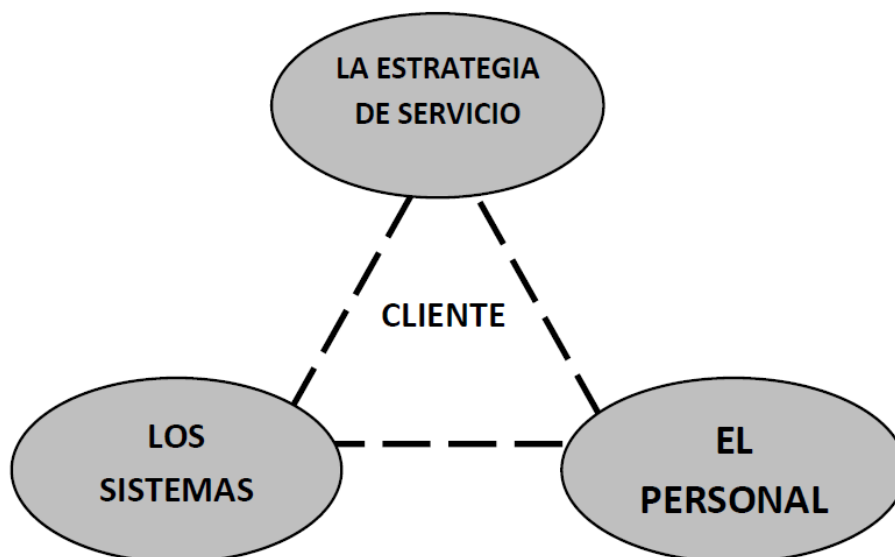 LA ESTRATEGIA
DE SERVICIO
CLIENTE
LOS
SISTEMAS
EL
PERSONAL